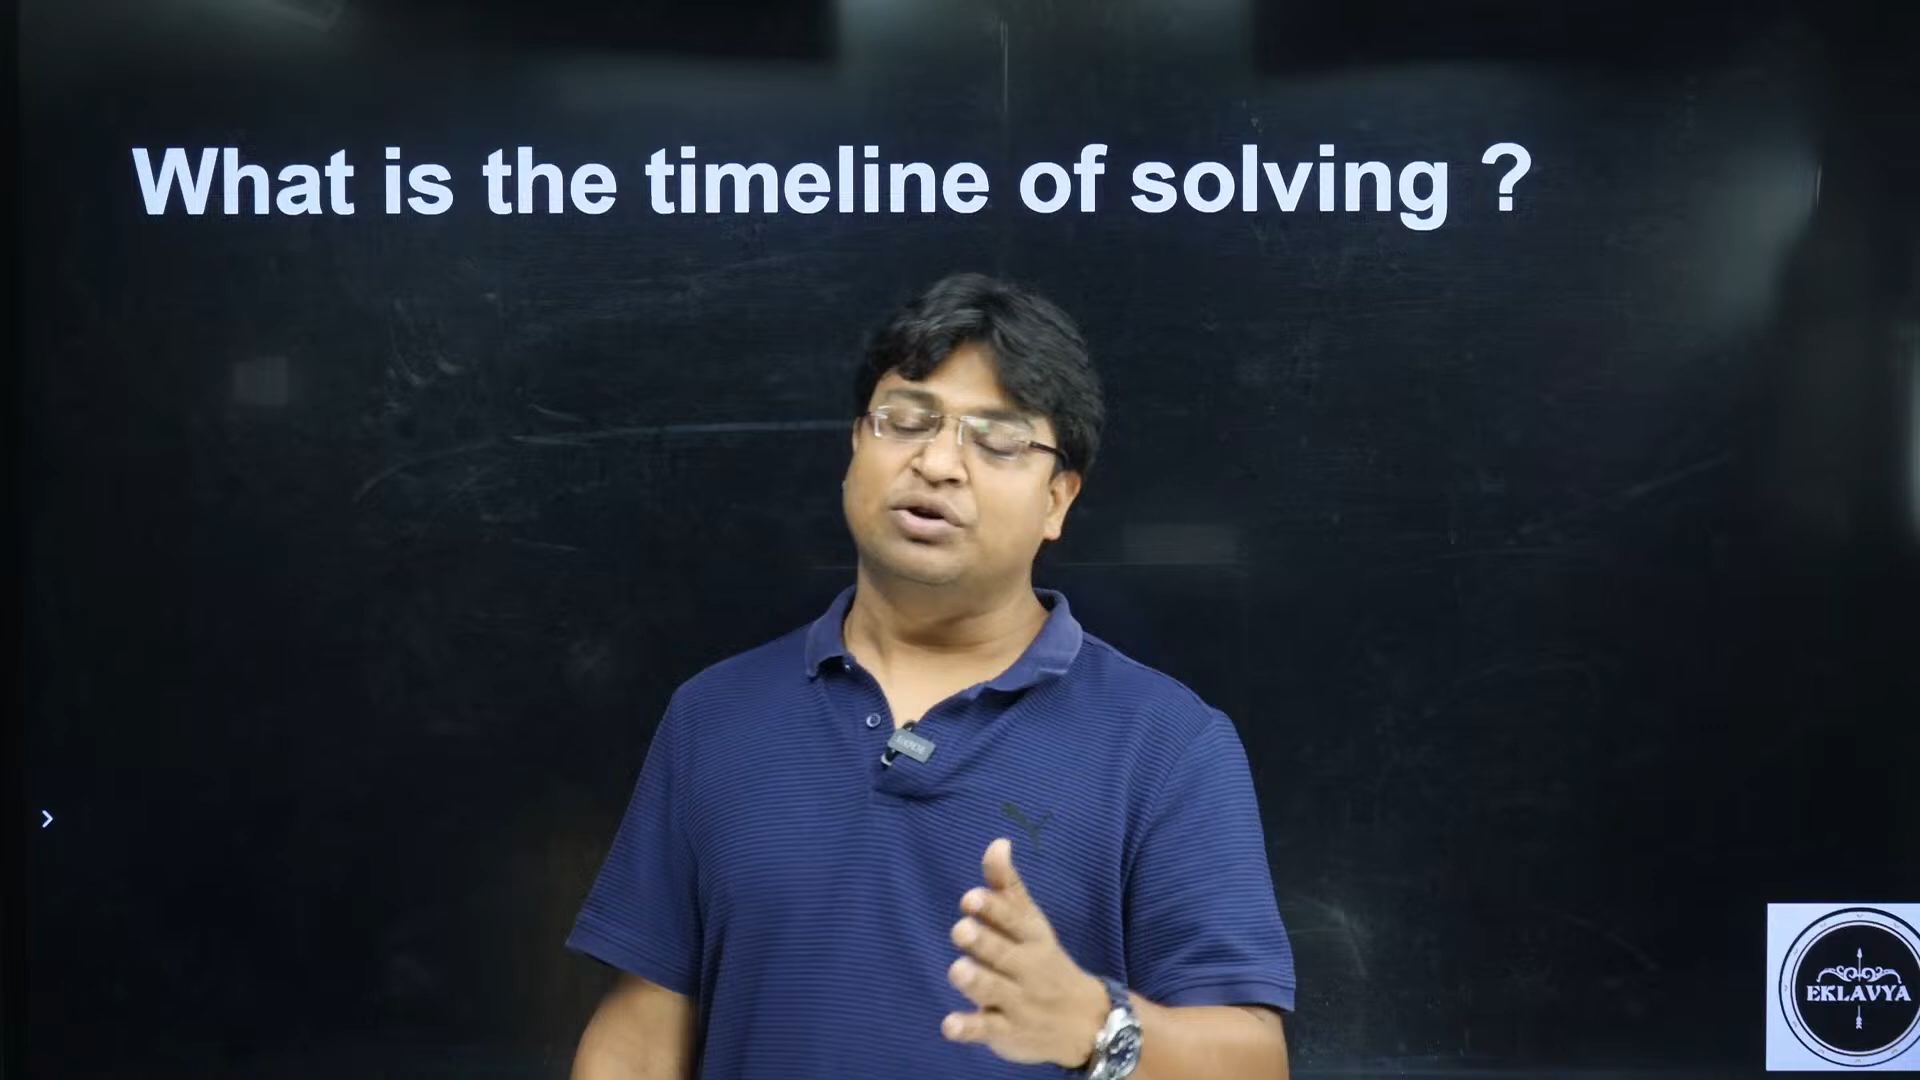 What is the timeline of solving ?
EKLAVYA